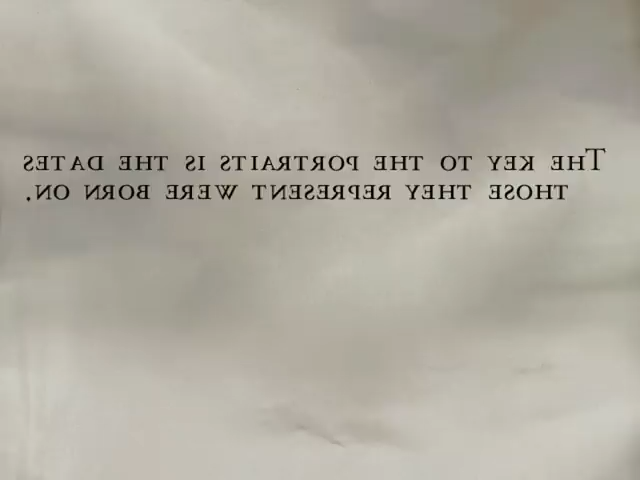 The key to the portraits is the dates
those they represent were born on.